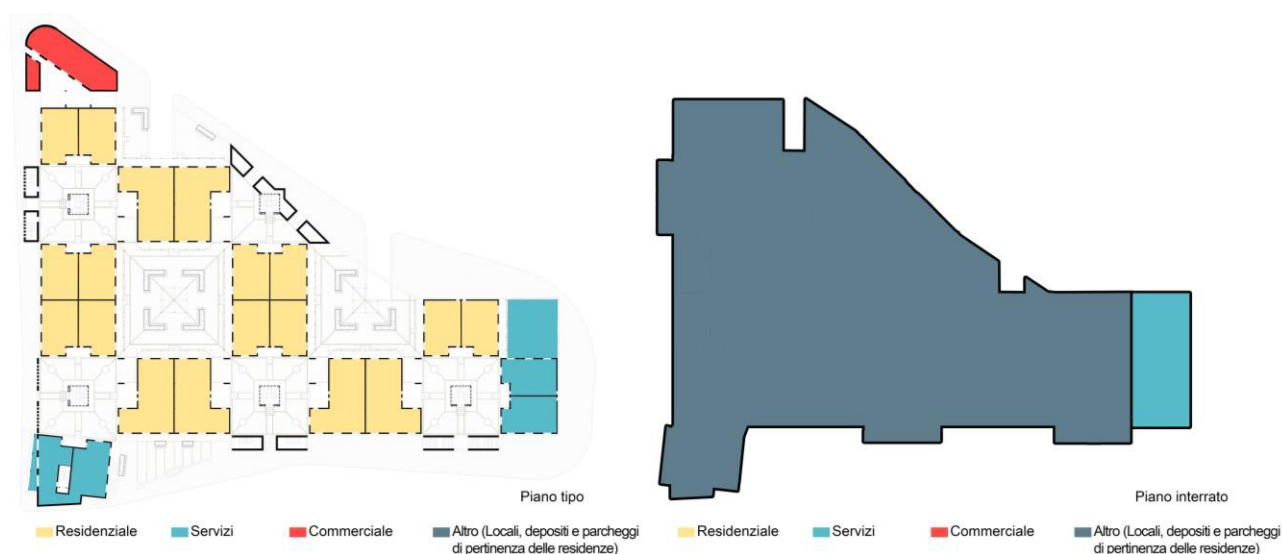 Piano tipo
Piano interrato
Residenziale
Servizi
Commerciale
Altro (Locali, depositi e parcheggi
di pertinenza delle residenze)
Residenziale
Servizi
Commerciale
Altro (Locali, depositi e parcheggi
di pertinenza delle residenze)